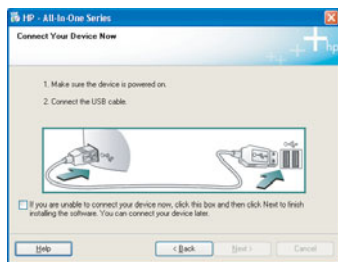 HP - All-In-One Series
Connect Your Device Now
hp
1. Make sure the device is powered on.
2. Connect the USB cable.
If you are unable to connect your device now, click this box and then click Next to finish
installing the software. You can connect your device later.
Help
< Back
Next >
Cancel